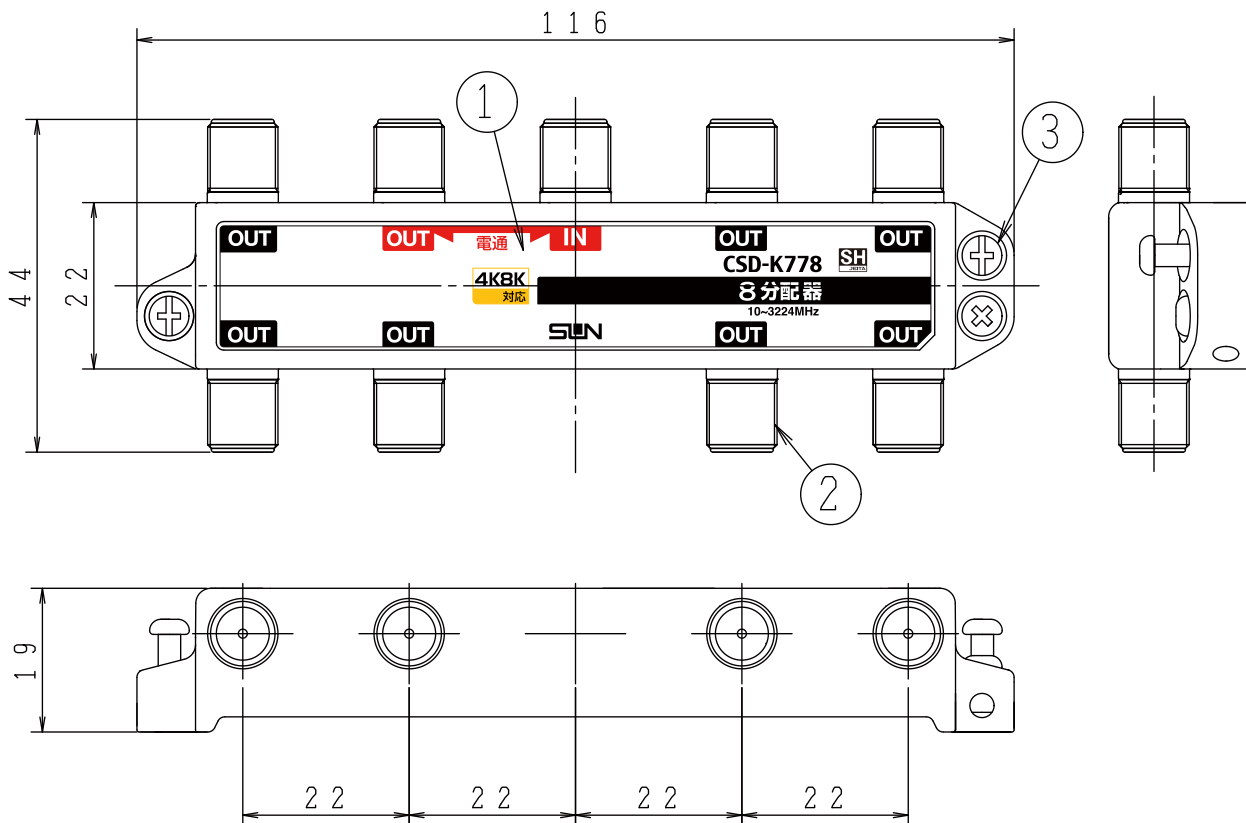 116
1
3
44
22
OUT OUT 電通 IN OUT OUT
CSD-K778 SH
JEITA
4K8K
対応
8分配器
10~3224MHz
OUT OUT SUN OUT OUT
2
19
22 22 22 22